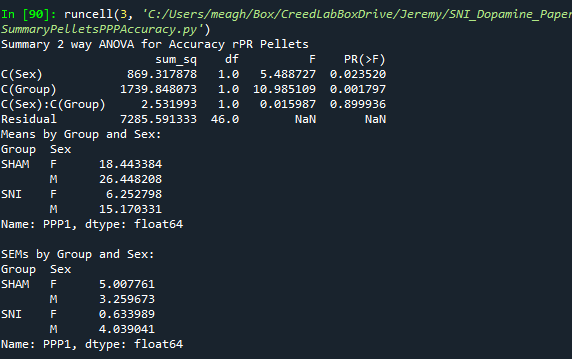 In [90]: runcell(3, 'C:/Users/meagh/Box/CreedLabBoxDrive/Jeremy/SNI_Dopamine_Paper
SummaryPelletsPPPAccuracy.py')
Summary 2 way ANOVA for Accuracy rPR Pellets
sum_sq df F PR(>F)
C(Sex) 869.317878 1.0 5.488727 0.023520
C(Group) 1739.848073 1.0 10.985109 0.001797
C(Sex):C(Group) 2.531993 1.0 0.015987 0.899936
Residual 7285.591333 46.0 NaN NaN
Means by Group and Sex:
Group Sex
SHAM F 18.443384
M 26.448208
SNI F 6.252798
M 15.170331
Name: PPP1, dtype: float64

SEMs by Group and Sex:
Group Sex
SHAM F 5.007761
M 3.259673
SNI F 0.633989
M 4.039041
Name: PPP1, dtype: float64